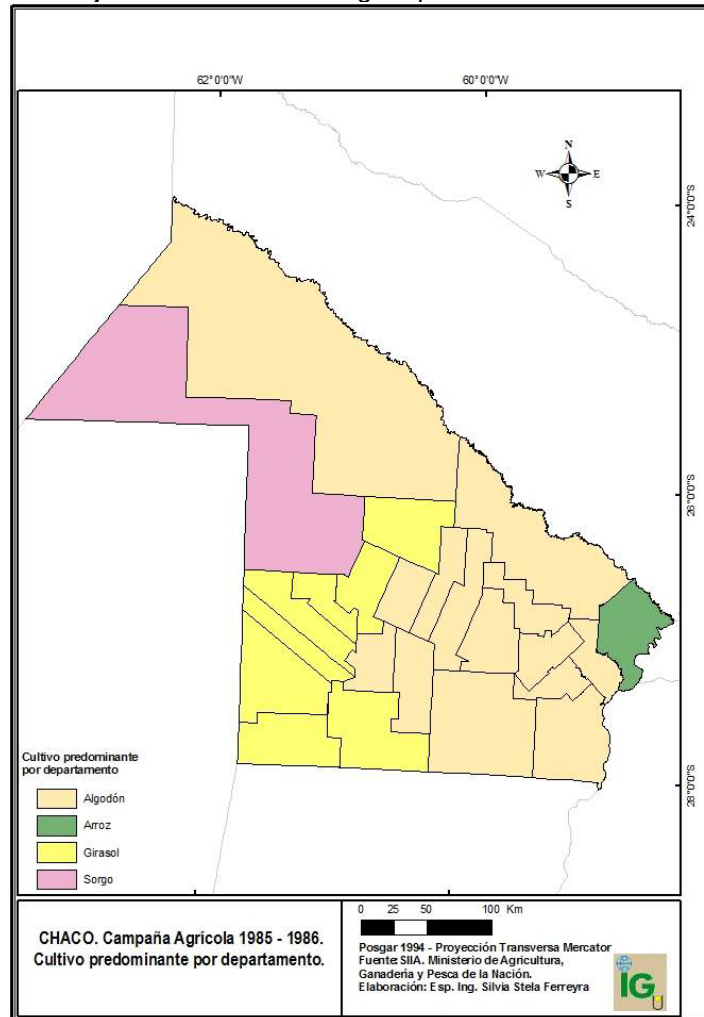 62°0'0"W
60°0'0"W
N
W
E
S
24°0'0"S
26°0'0"S
28°0'0"S
Cultivo predominante
por departamento
Algodón
Arroz
Girasol
Sorgo
CHACO. Campaña Agrícola 1985 - 1986.
Cultivo predominante por departamento.
0 25 50 100 Km
Posgar 1994 - Proyección Transversa Mercator
Fuente SIIA. Ministerio de Agricultura,
Ganadería y Pesca de la Nación.
Elaboración: Esp. Ing. Silvia Stela Ferreyra
IGU